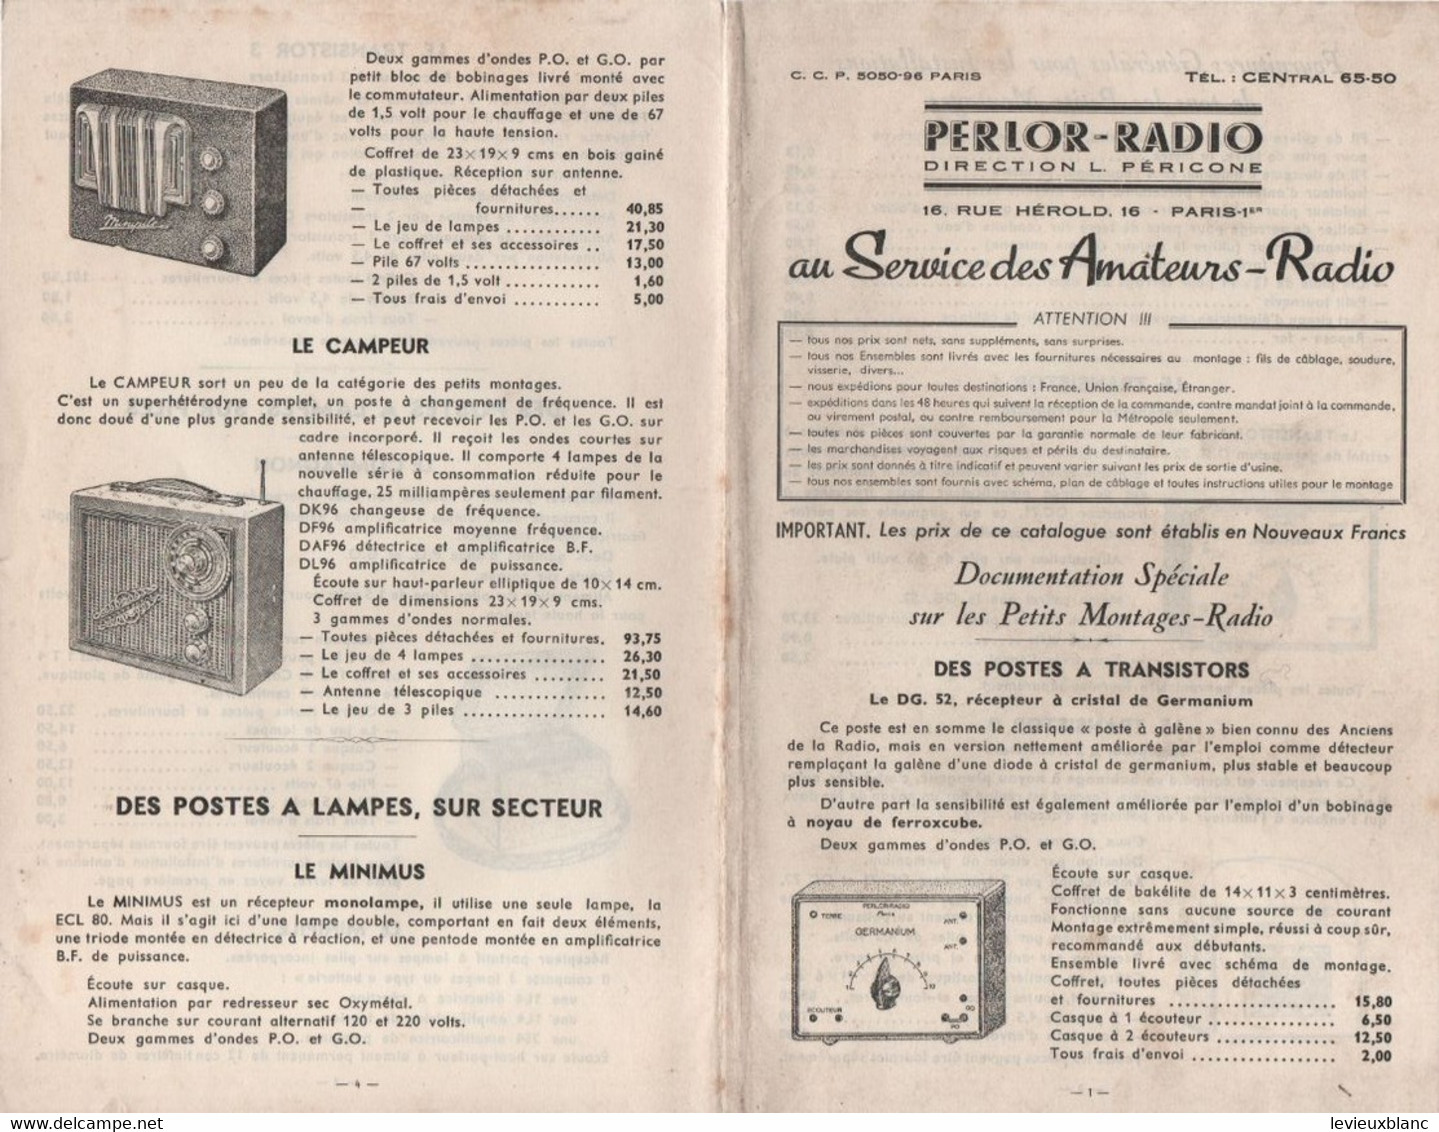 Deux gammes d'ondes P.O. et G.O. par
petit bloc de bobinages livré monté avec
le commutateur. Alimentation par deux piles
de 1,5 volt pour le chauffage et une de 67
volts pour la haute tension.
Coffret de 23×19×9 cms en bois gainé
de plastique. Réception sur antenne.
— Toutes pièces détachées et
— fournitures...... 40,85
— Le jeu de lampes ............ 21,30
— Le coffret et ses accessoires .. 17,50
— Pile 67 volts ................. 13,00
— 2 piles de 1,5 volt ............ 1,60
— Tous frais d'envoi ........... 5,00
LE CAMPEUR
Le CAMPEUR sort un peu de la catégorie des petits montages.
C'est un superhétérodyne complet, un poste à changement de fréquence. Il est
donc doué d'une plus grande sensibilité, et peut recevoir les P.O. et les G.O. sur
cadre incorporé. Il reçoit les ondes courtes sur
antenne télescopique. Il comporte 4 lampes de la
nouvelle série à consommation réduite pour le
chauffage, 25 milliampères seulement par filament.
DK96 changeuse de fréquence.
DF96 amplificatrice moyenne fréquence.
DAF96 détectrice et amplificatrice B.F.
DL96 amplificatrice de puissance.
Écoute sur haut-parleur elliptique de 10×14 cm.
Coffret de dimensions 23×19×9 cms.
3 gammes d'ondes normales.
— Toutes pièces détachées et fournitures. 93,75
— Le jeu de 4 lampes ................. 26,30
— Le coffret et ses accessoires ......... 21,50
— Antenne télescopique .............. 12,50
— Le jeu de 3 piles .................. 14,60
DES POSTES A LAMPES, SUR SECTEUR
LE MINIMUS
Le MINIMUS est un récepteur monolampe, il utilise une seule lampe, la
ECL 80. Mais il s'agit ici d'une lampe double, comportant en fait deux éléments,
une triode montée en détectrice à réaction, et une pentode montée en amplificatrice
B.F. de puissance.
Écoute sur casque.
Alimentation par redresseur sec Oxymétal.
Se branche sur courant alternatif 120 et 220 volts.
Deux gammes d'ondes P.O. et G.O.
— 4 —
C. C. P. 5050-96 PARIS TÉL. : CENTRAL 65-50
PERLOR-RADIO
DIRECTION L. PÉRICONE
16, RUE HÉROLD, 16 - PARIS-1ER
au Service des Amateurs-Radio
ATTENTION !!!
— tous nos prix sont nets, sans suppléments, sans surprises.
— tous nos Ensembles sont livrés avec les fournitures nécessaires au montage : fils de câblage, soudure,
visserie, divers...
— nous expédions pour toutes destinations : France, Union française, Étranger.
— expéditions dans les 48 heures qui suivent la réception de la commande, contre mandat joint à la commande,
ou virement postal, ou contre remboursement pour la Métropole seulement.
— toutes nos pièces sont couvertes par la garantie normale de leur fabricant.
— les marchandises voyagent aux risques et périls du destinataire.
— les prix sont donnés à titre indicatif et peuvent varier suivant les prix de sortie d'usine.
— tous nos ensembles sont fournis avec schéma, plan de câblage et toutes instructions utiles pour le montage
IMPORTANT. Les prix de ce catalogue sont établis en Nouveaux Francs
Documentation Spéciale
sur les Petits Montages-Radio
DES POSTES A TRANSISTORS
Le DG. 52, récepteur à cristal de Germanium
Ce poste est en somme le classique « poste à galène » bien connu des Anciens
de la Radio, mais en version nettement améliorée par l'emploi comme détecteur
remplaçant la galène d'une diode à cristal de germanium, plus stable et beaucoup
plus sensible.
D'autre part la sensibilité est également améliorée par l'emploi d'un bobinage
à noyau de ferroxcube.
Deux gammes d'ondes P.O. et G.O.
Écoute sur casque.
Coffret de bakélite de 14×11×3 centimètres.
Fonctionne sans aucune source de courant
Montage extrêmement simple, réussi à coup sûr,
recommandé aux débutants.
Ensemble livré avec schéma de montage.
Coffret, toutes pièces détachées
et fournitures ..................... 15,80
Casque à 1 écouteur ................ 6,50
Casque à 2 écouteurs ............... 12,50
Tous frais d'envoi .................. 2,00
PERLOR-RADIO
Paris
TERRE
ANT.
ANT.
GERMANIUM
ECOUTEUR
GO
PO
— 1 —
Vente sur www.delcampe.net
levieuxblanc